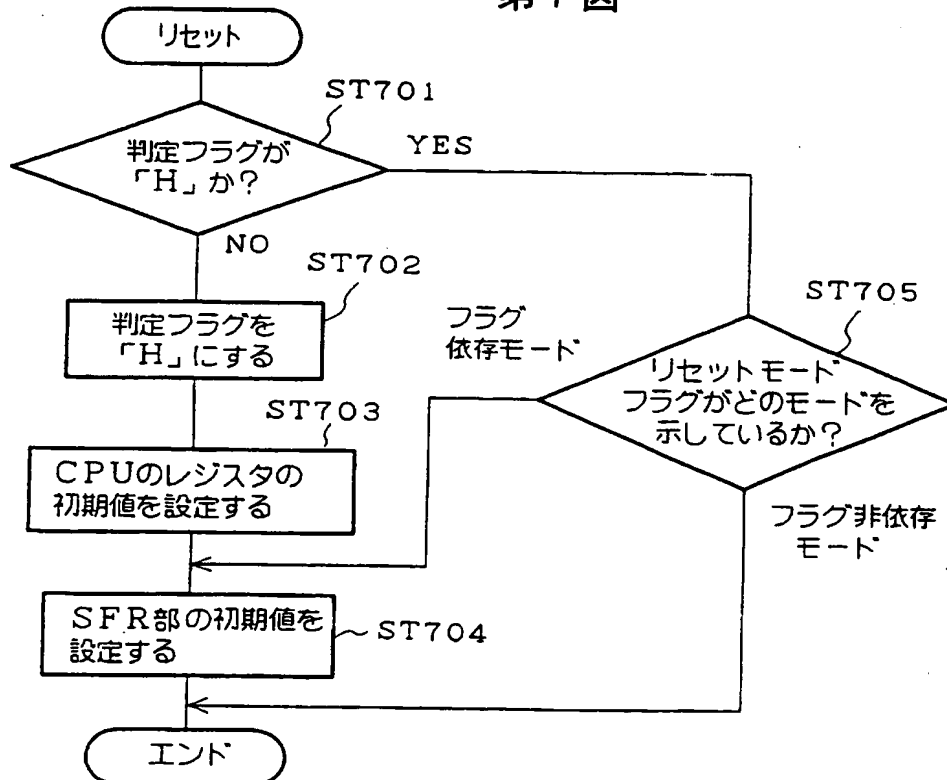 第7図
リセット
ST701
判定フラグが
「H」か?
YES
NO
ST702
判定フラグを
「H」にする
ST703
CPUのレジスタの
初期値を設定する
SFR部の初期値を
設定する
ST704
エンド
フラグ
依存モード
ST705
リセットモード
フラグがどのモードを
示しているか?
フラグ非依存
モード